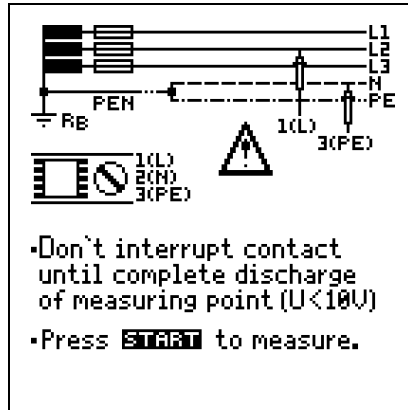 L1
L2
L3
N
PEN
PE
RB
1(L)
3(PE)
1(L)
2(N)
3(PE)
▪Don`t interrupt contact
until complete discharge
of measuring point (U<10V)
▪Press START to measure.